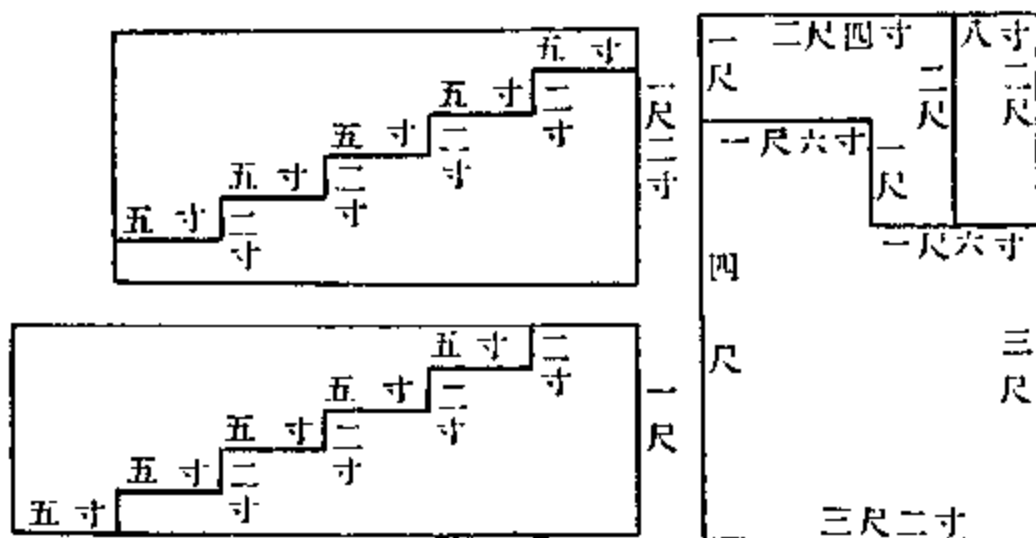 五寸
二寸
五寸
二寸
五寸
二寸
五寸
二寸
五寸
一尺二寸
二寸
五寸
二寸
五寸
二寸
五寸
二寸
五寸
五寸
一尺
一尺
二尺四寸
二尺
八寸
二尺
一尺六寸
一尺
一尺六寸
四尺
三尺
三尺二寸